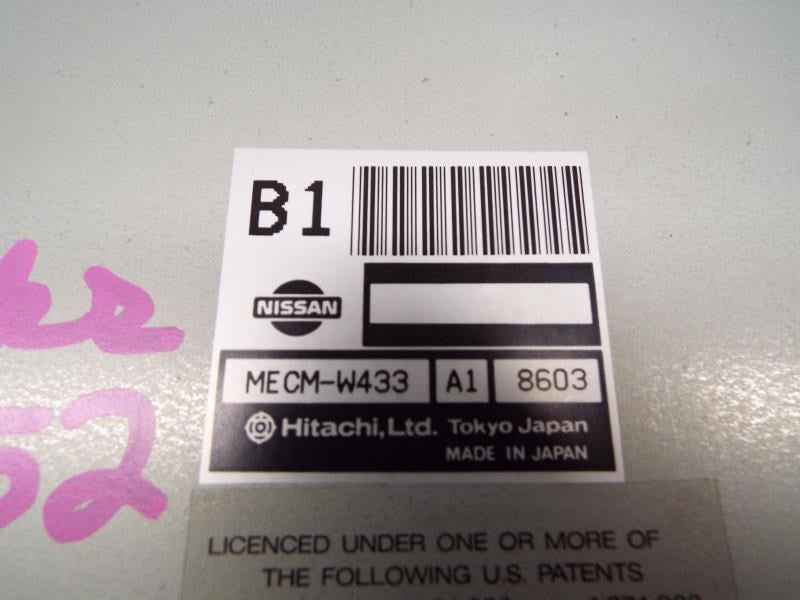 B1
NISSAN
MECM-W433 A1 8603
Hitachi, Ltd. Tokyo Japan
MADE IN JAPAN
52
LICENCED UNDER ONE OR MORE OF
THE FOLLOWING U.S. PATENTS